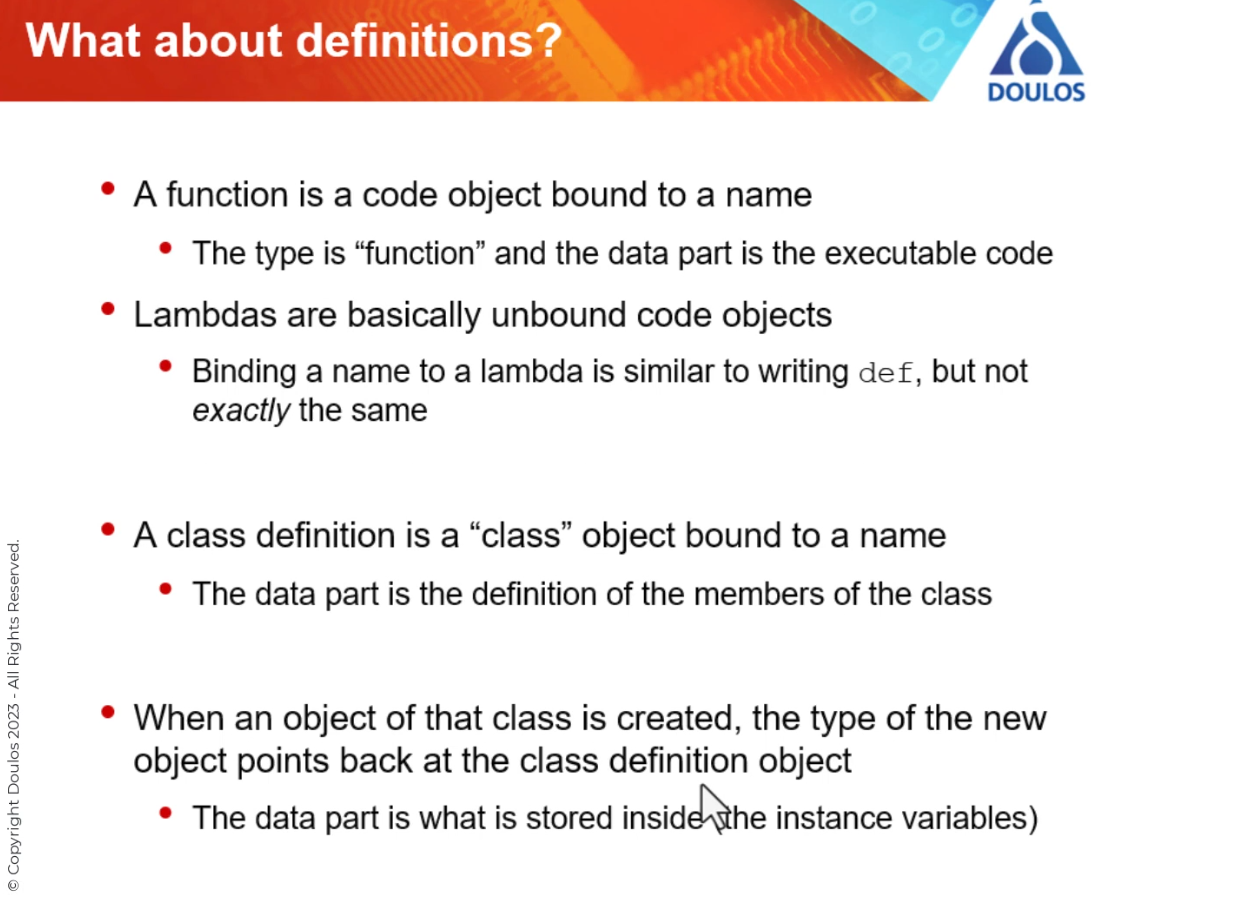 What about definitions?
DOULOS
• A function is a code object bound to a name
• The type is “function” and the data part is the executable code
• Lambdas are basically unbound code objects
• Binding a name to a lambda is similar to writing def, but not
exactly the same
• A class definition is a “class” object bound to a name
• The data part is the definition of the members of the class
• When an object of that class is created, the type of the new
object points back at the class definition object
• The data part is what is stored inside the instance variables)
© Copyright Doulos 2023 - All Rights Reserved.